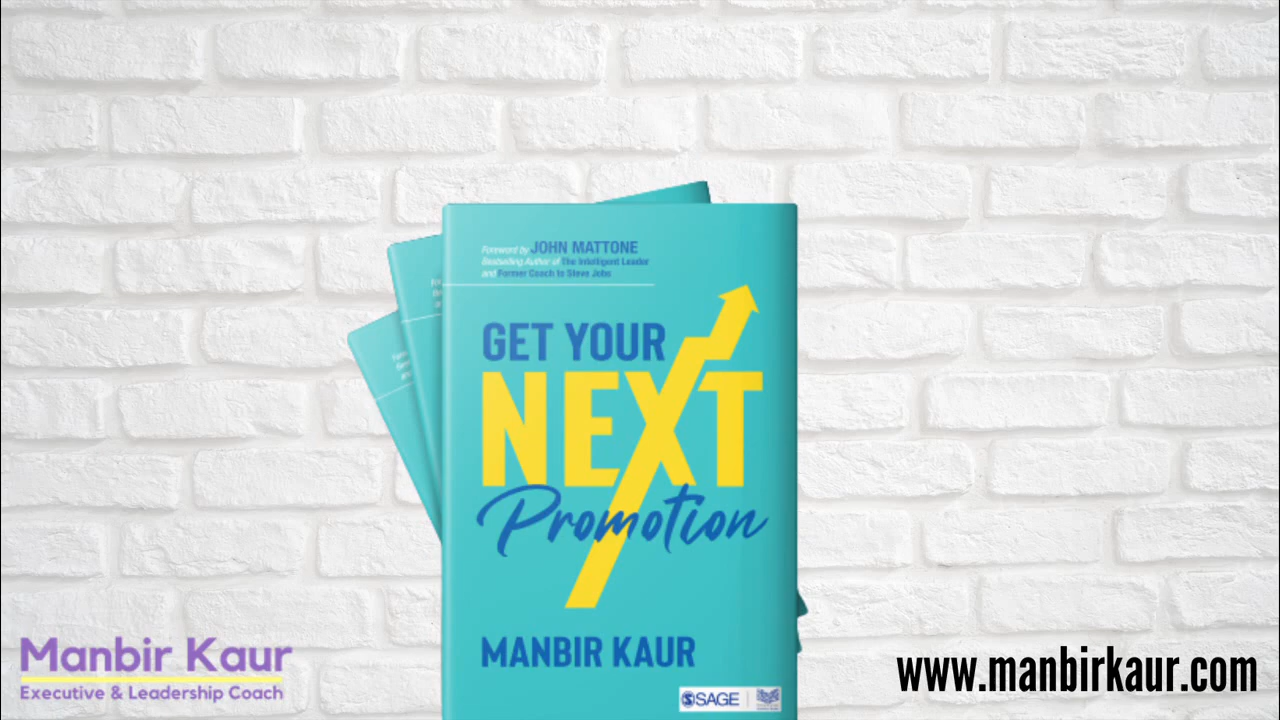 Foreword by JOHN MATTONE
Bestselling Author of The Intelligent Leader
and Former Coach to Steve Jobs
GET YOUR
NEXT
Promotion
MANBIR KAUR
SAGE
Manbir Kaur
Executive & Leadership Coach
www.manbirkaur.com